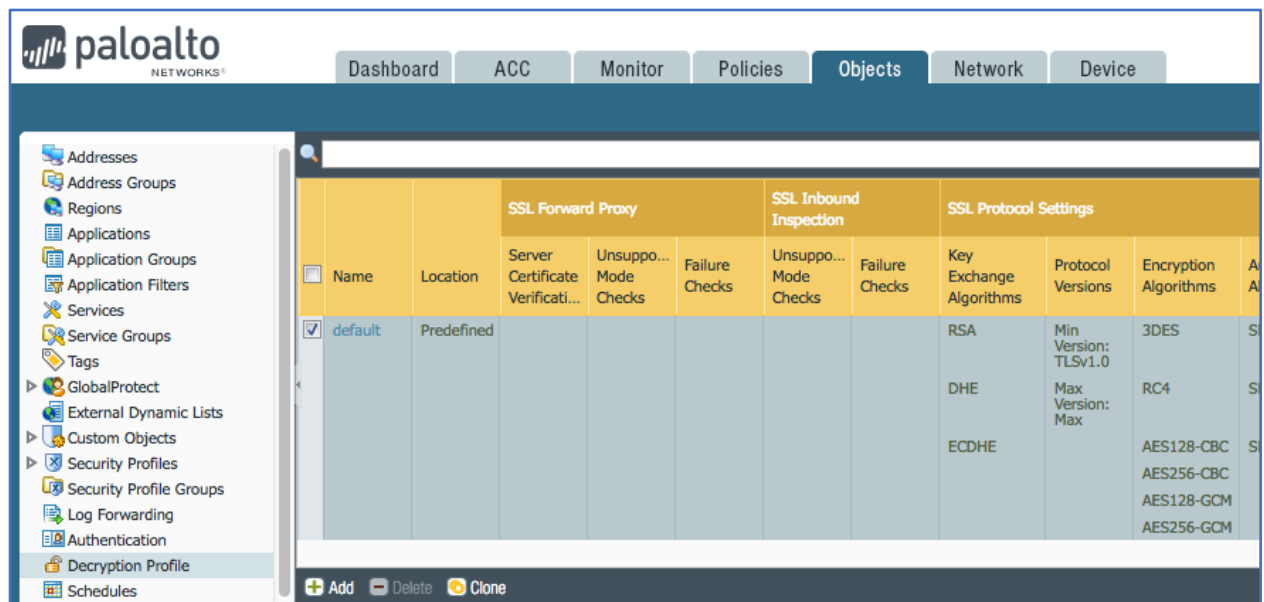 paloalto
NETWORKS®
Dashboard ACC Monitor Policies Objects Network Device
Addresses
Address Groups
Regions
Applications
Application Groups
Application Filters
Services
Service Groups
Tags
GlobalProtect
External Dynamic Lists
Custom Objects
Security Profiles
Security Profile Groups
Log Forwarding
Authentication
Decryption Profile
Schedules
SSL Forward Proxy
SSL Inbound
Inspection
SSL Protocol Settings
Name
Location
Server
Certificate
Verificati...
Unsuppo...
Mode
Checks
Failure
Checks
Unsuppo...
Mode
Checks
Failure
Checks
Key
Exchange
Algorithms
Protocol
Versions
Encryption
Algorithms
default
Predefined
RSA
DHE
ECDHE
Min
Version:
TLSv1.0
Max
Version:
Max
3DES
RC4
AES128-CBC
AES256-CBC
AES128-GCM
AES256-GCM
Add Delete Clone